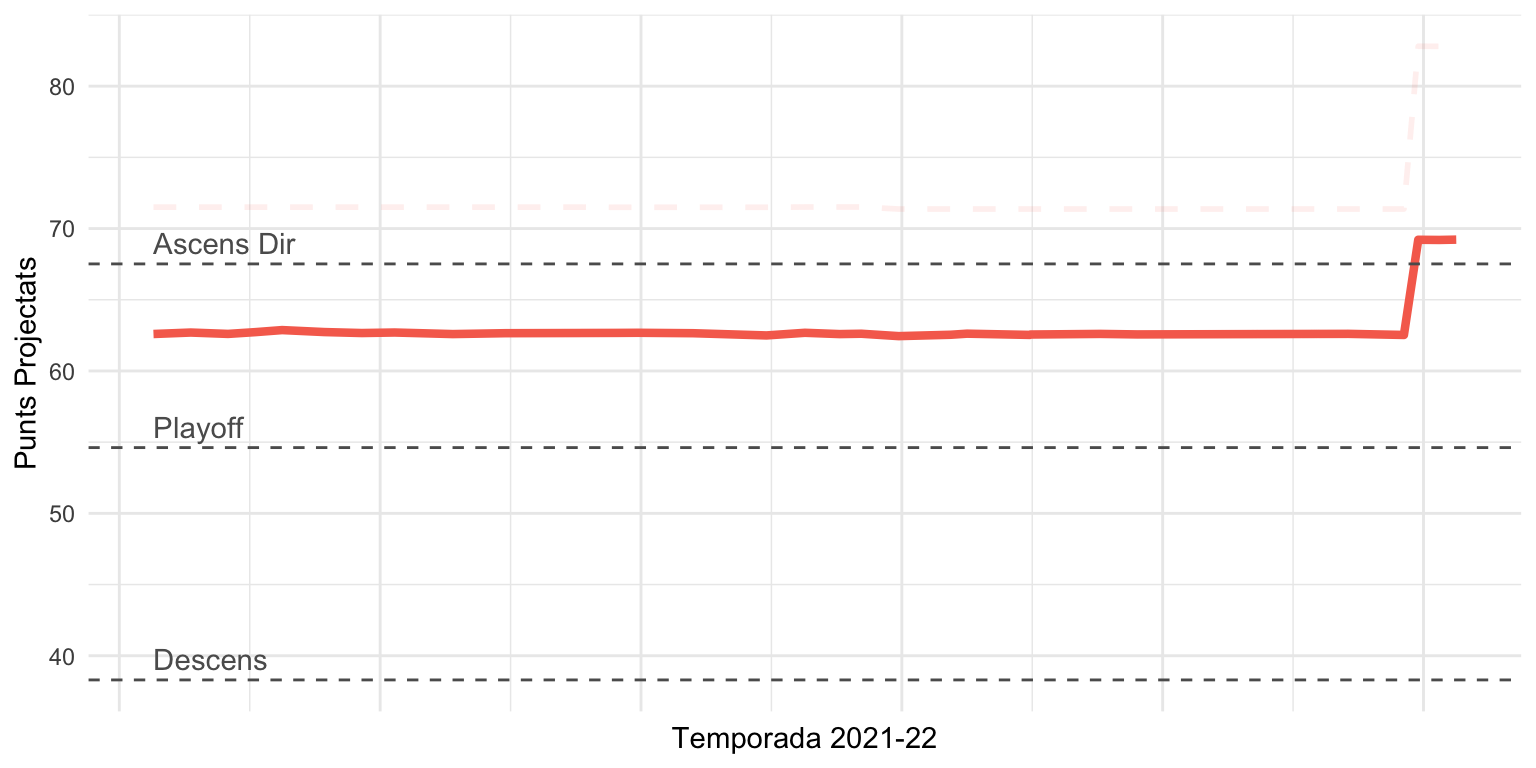 80
70
60
50
40
Punts Projectats
Ascens Dir
Playoff
Descens
Temporada 2021-22